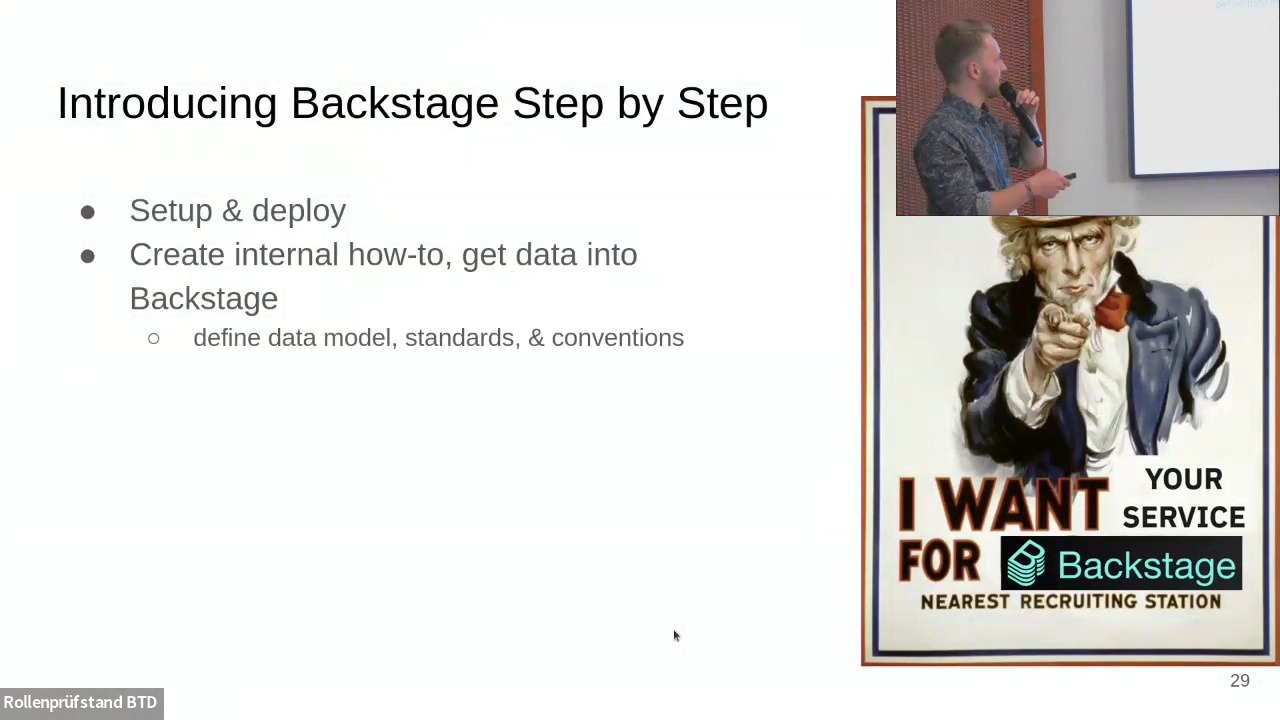 Introducing Backstage Step by Step
● Setup & deploy
● Create internal how-to, get data into
Backstage
○ define data model, standards, & conventions
I WANT YOUR SERVICE
FOR Backstage
NEAREST RECRUITING STATION
29
Rollenprüfstand BTD